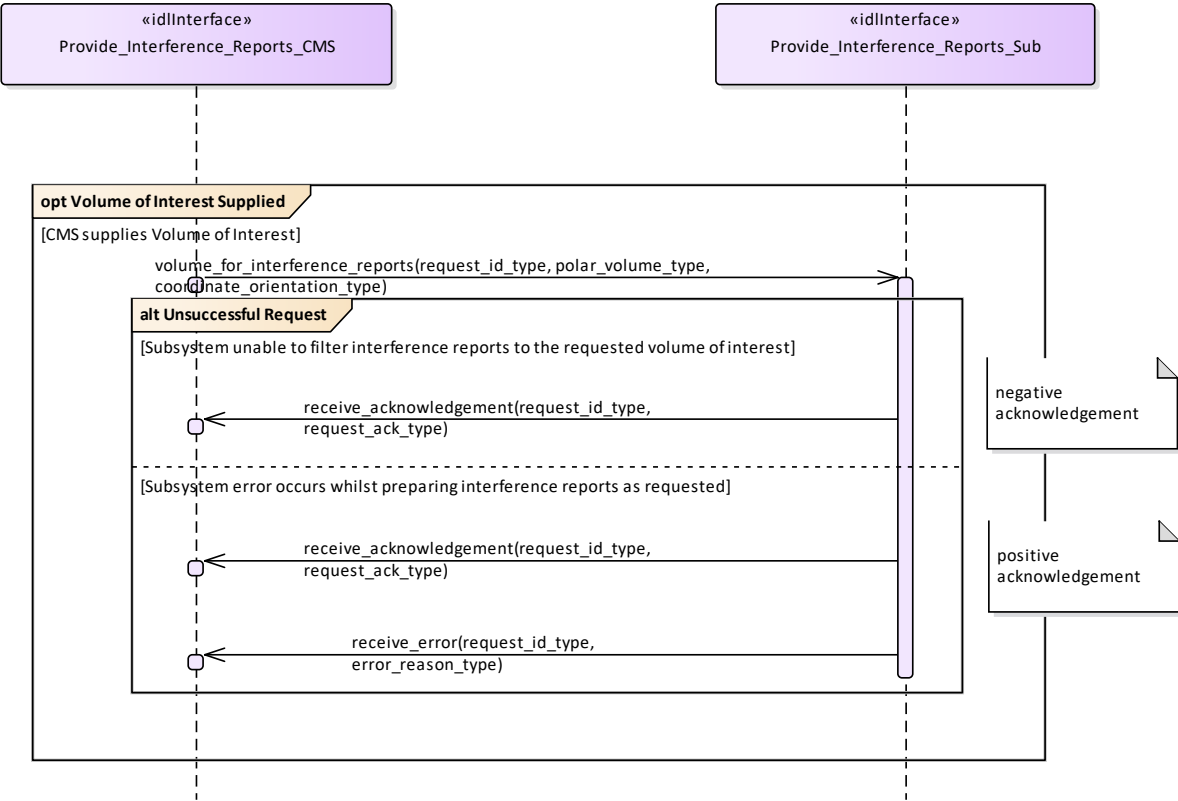 «idlInterface»
Provide_Interference_Reports_CMS
«idlInterface»
Provide_Interference_Reports_Sub
opt Volume of Interest Supplied
[CMS supplies Volume of Interest]
volume_for_interference_reports(request_id_type, polar_volume_type,
coordinate_orientation_type)
alt Unsuccessful Request
[Subsystem unable to filter interference reports to the requested volume of interest]
negative
acknowledgement
receive_acknowledgement(request_id_type,
request_ack_type)
[Subsystem error occurs whilst preparing interference reports as requested]
receive_acknowledgement(request_id_type,
request_ack_type)
positive
acknowledgement
receive_error(request_id_type,
error_reason_type)